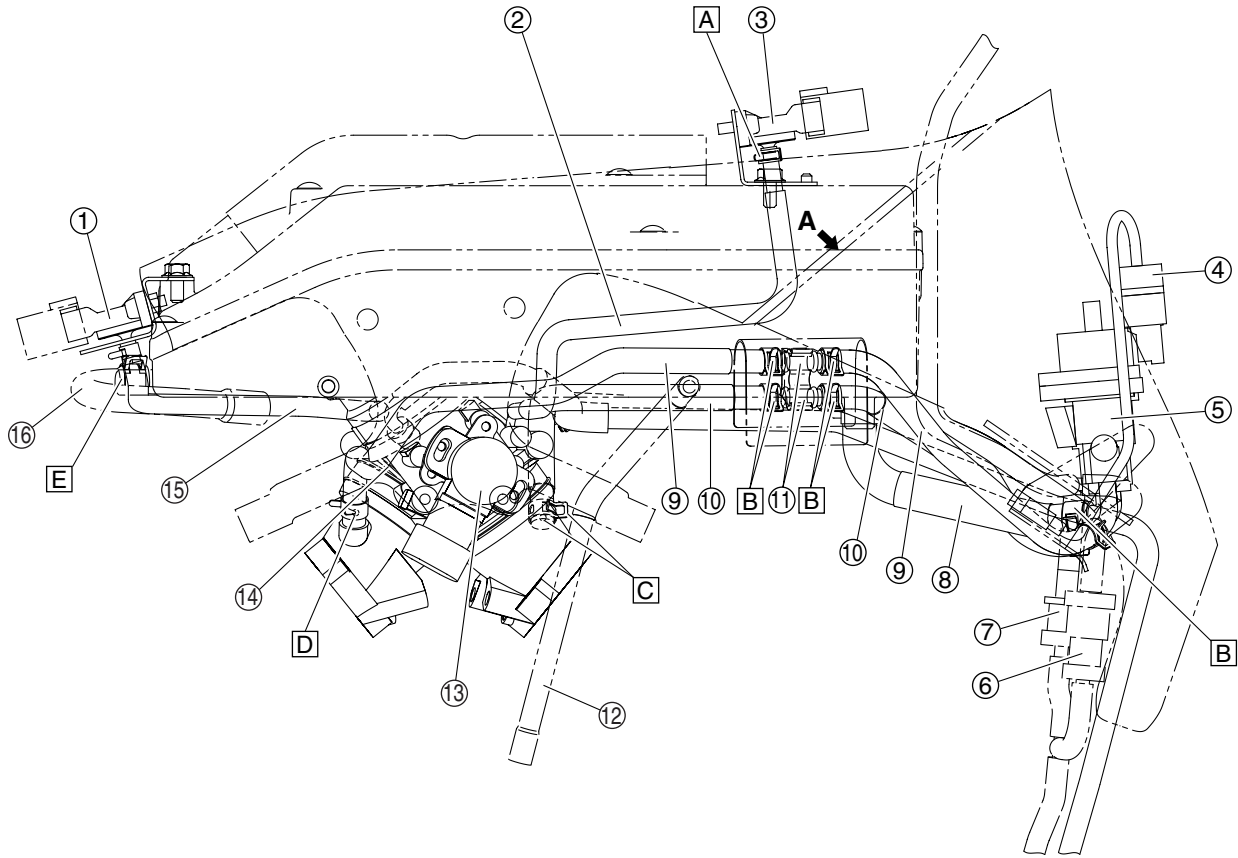 ② A ③
① A
④
⑤
⑯ E ⑮ ⑨ ⑩ B ⑪ B
⑭ ⑩ ⑨ ⑧
D C ⑦
⑬ ⑫ ⑥ B